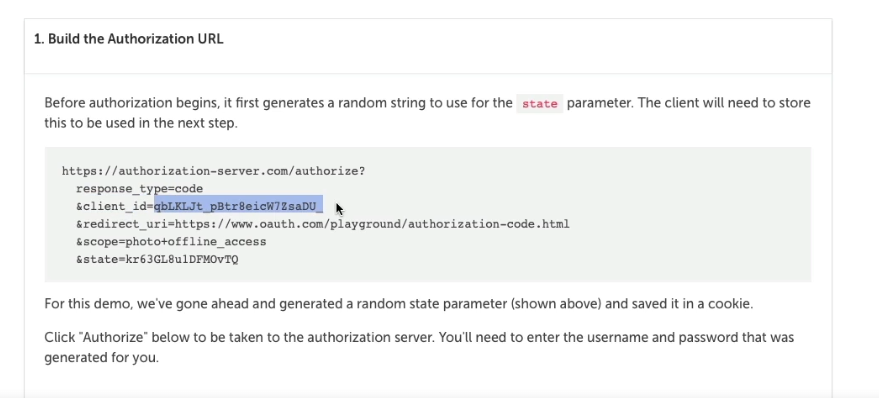 1. Build the Authorization URL
Before authorization begins, it first generates a random string to use for the state parameter. The client will need to store
this to be used in the next step.
https://authorization-server.com/authorize?
response_type=code
&client_id=qbLKLJt_pBtr8eicW7ZsaDU_
&redirect_uri=https://www.oauth.com/playground/authorization-code.html
&scope=photo+offline_access
&state=kr63GL8ulDFMOvTQ
For this demo, we've gone ahead and generated a random state parameter (shown above) and saved it in a cookie.
Click "Authorize" below to be taken to the authorization server. You'll need to enter the username and password that was
generated for you.